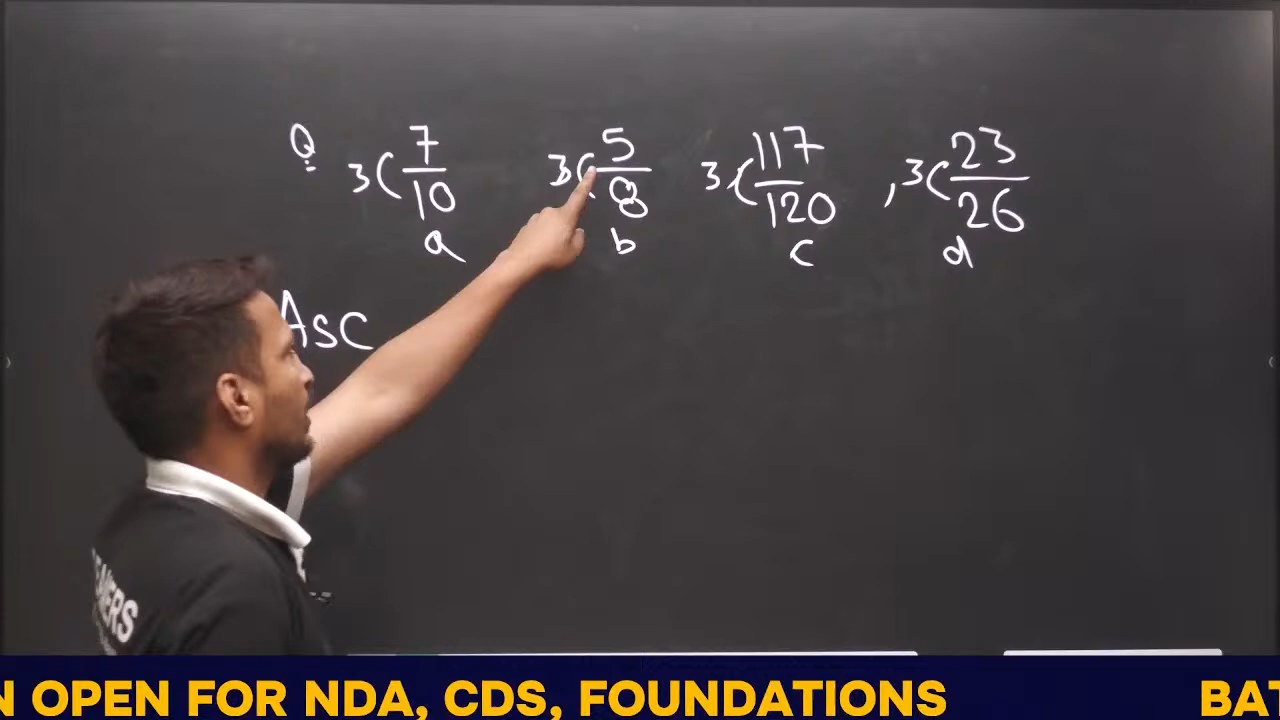 Q 3( 7/10 3( 5/8 3( 117/120 , 3( 23/26
a b c d
ASC
N OPEN FOR NDA, CDS, FOUNDATIONS BAT